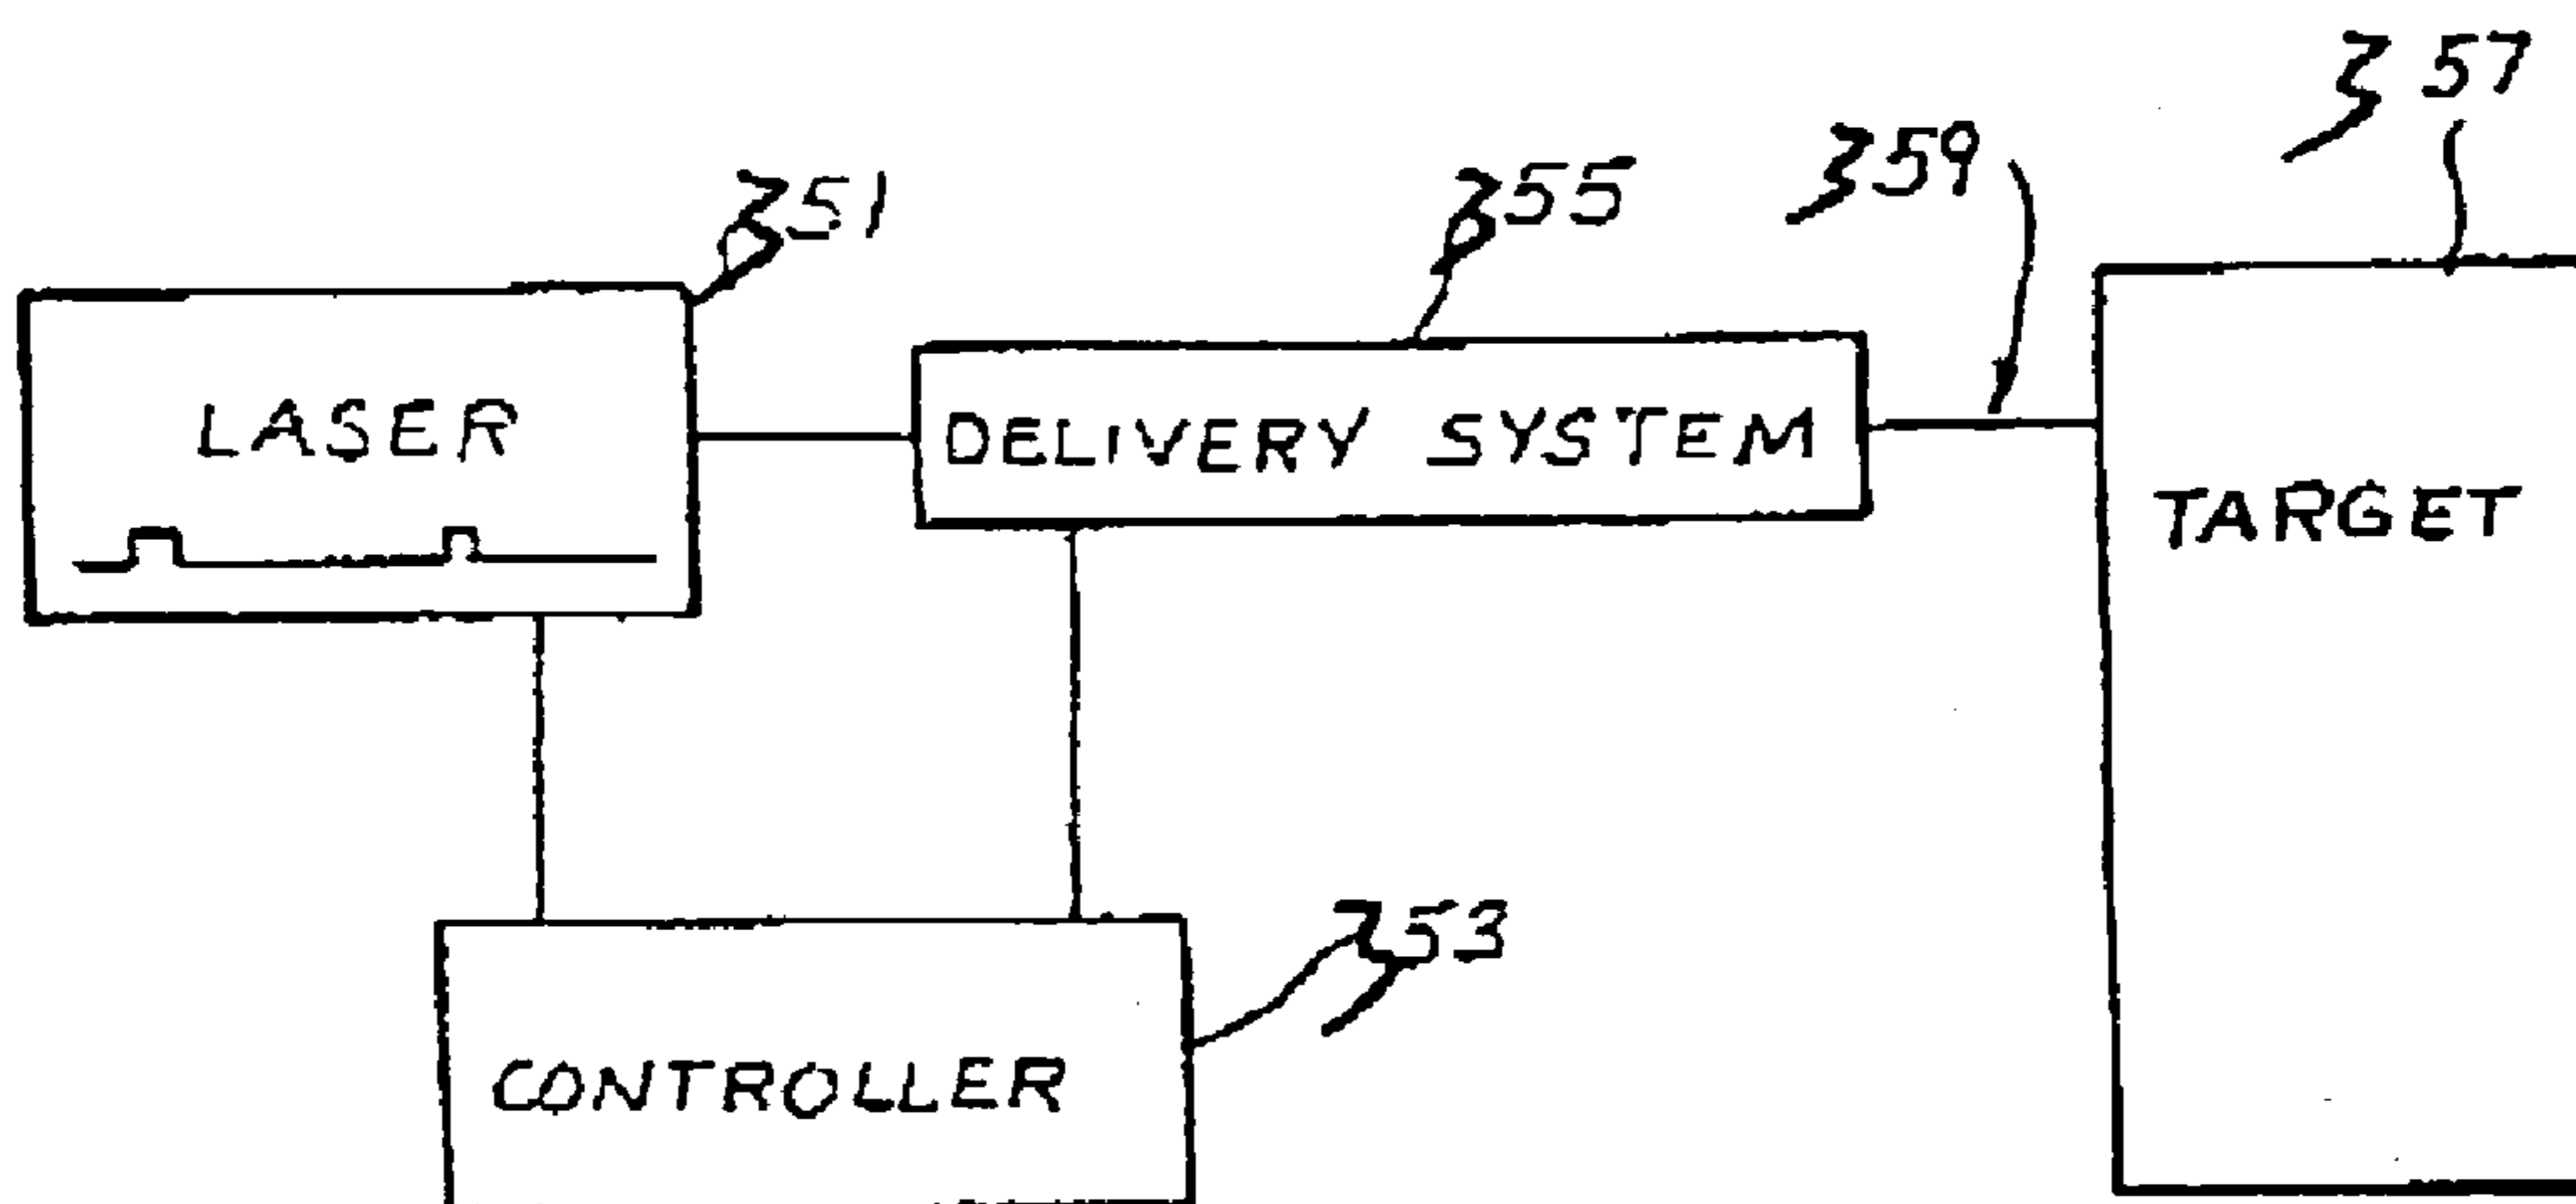 357
359
355
351
LASER
DELIVERY SYSTEM
TARGET
353
CONTROLLER